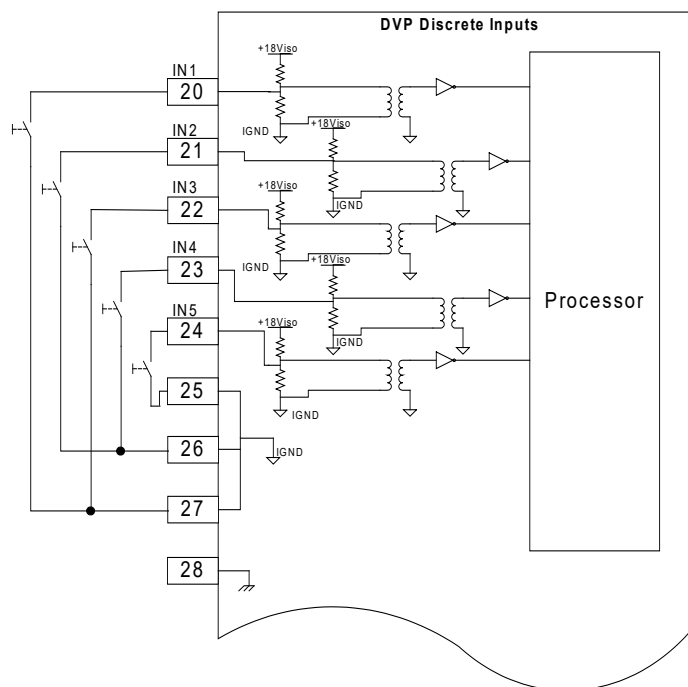 DVP Discrete Inputs
+18Viso
IN1
20
IGND
+18Viso
IN2
21
IN3
+18Viso
22
IGND
IN4
IGND
+18Viso
23
Processor
IN5
24
+18Viso
IGND
25
IGND
26
IGND
27
28